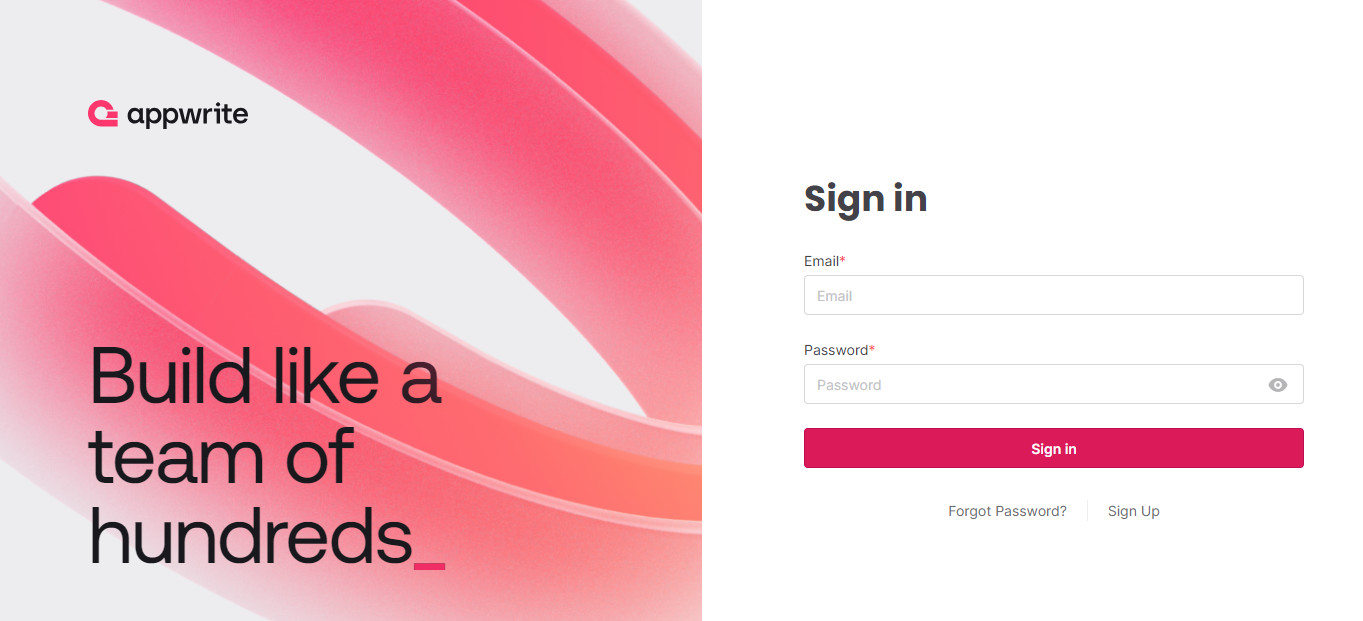 appwrite
Build like a
team of
hundreds_
Sign in
Email*
Email
Password*
Password
Sign in
Forgot Password?
Sign Up